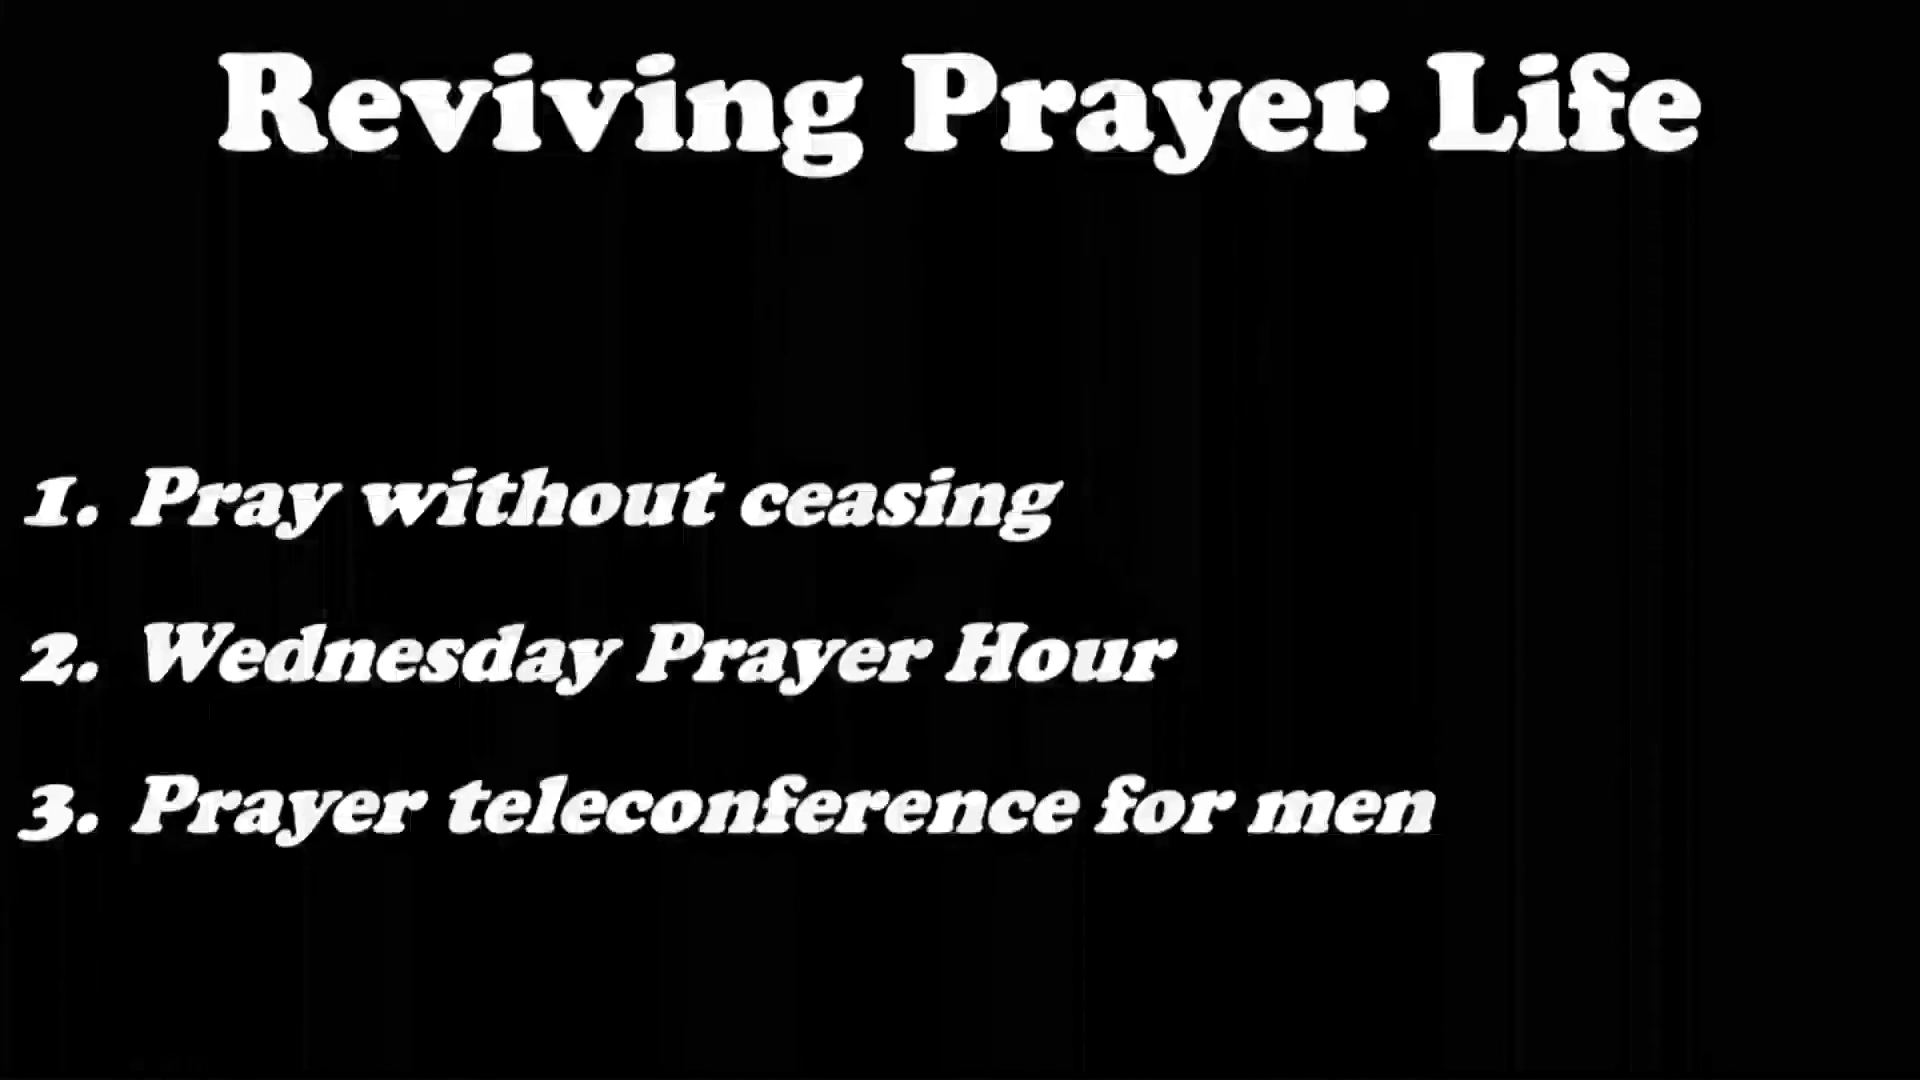 Reviving Prayer Life
1. Pray without ceasing
2. Wednesday Prayer Hour
3. Prayer teleconference for men